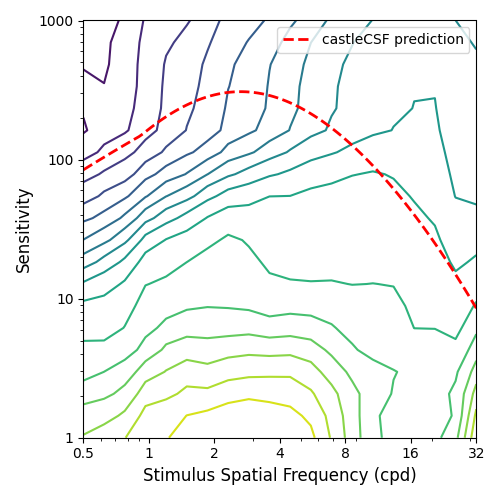 1000
castleCSF prediction
100
Sensitivity
10
1
0.5 1 2 4 8 16 32
Stimulus Spatial Frequency (cpd)